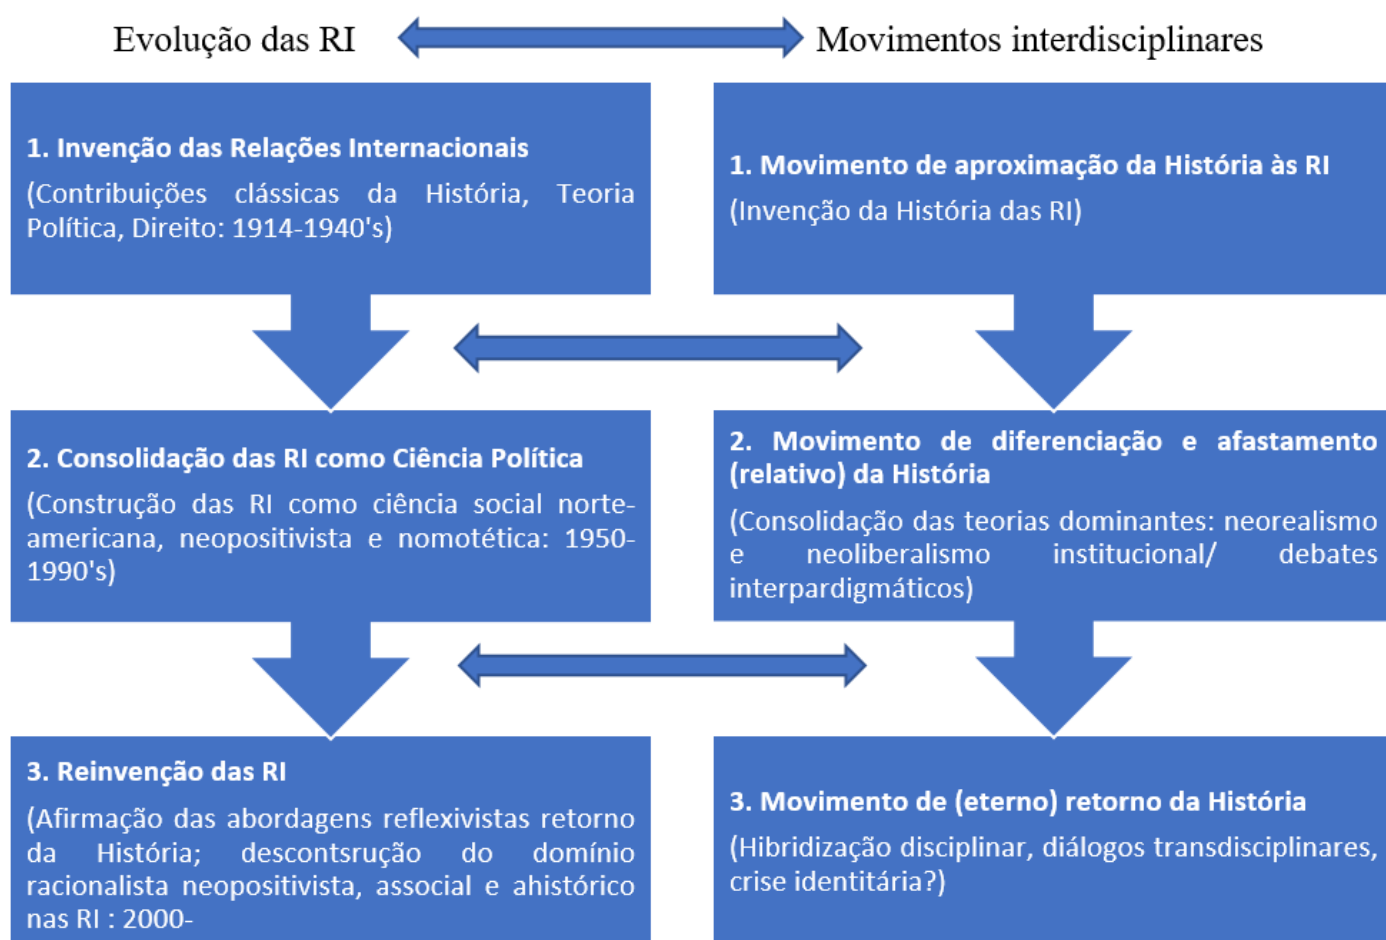 Evolução das RI
Movimentos interdisciplinares
1. Invenção das Relações Internacionais
(Contribuições clássicas da História, Teoria
Política, Direito: 1914-1940's)
1. Movimento de aproximação da História às RI
(Invenção da História das RI)
2. Consolidação das RI como Ciência Política
(Construção das RI como ciência social norte-
americana, neopositivista e nomotética: 1950-
1990's)
2. Movimento de diferenciação e afastamento
(relativo) da História
(Consolidação das teorias dominantes: neorealismo
e neoliberalismo institucional/ debates
interpardigmáticos)
3. Reinvenção das RI
(Afirmação das abordagens reflexivistas retorno
da História; descontsrução do domínio
racionalista neopositivista, associal e ahistórico
nas RI : 2000-
3. Movimento de (eterno) retorno da História
(Hibridização disciplinar, diálogos transdisciplinares,
crise identitária?)